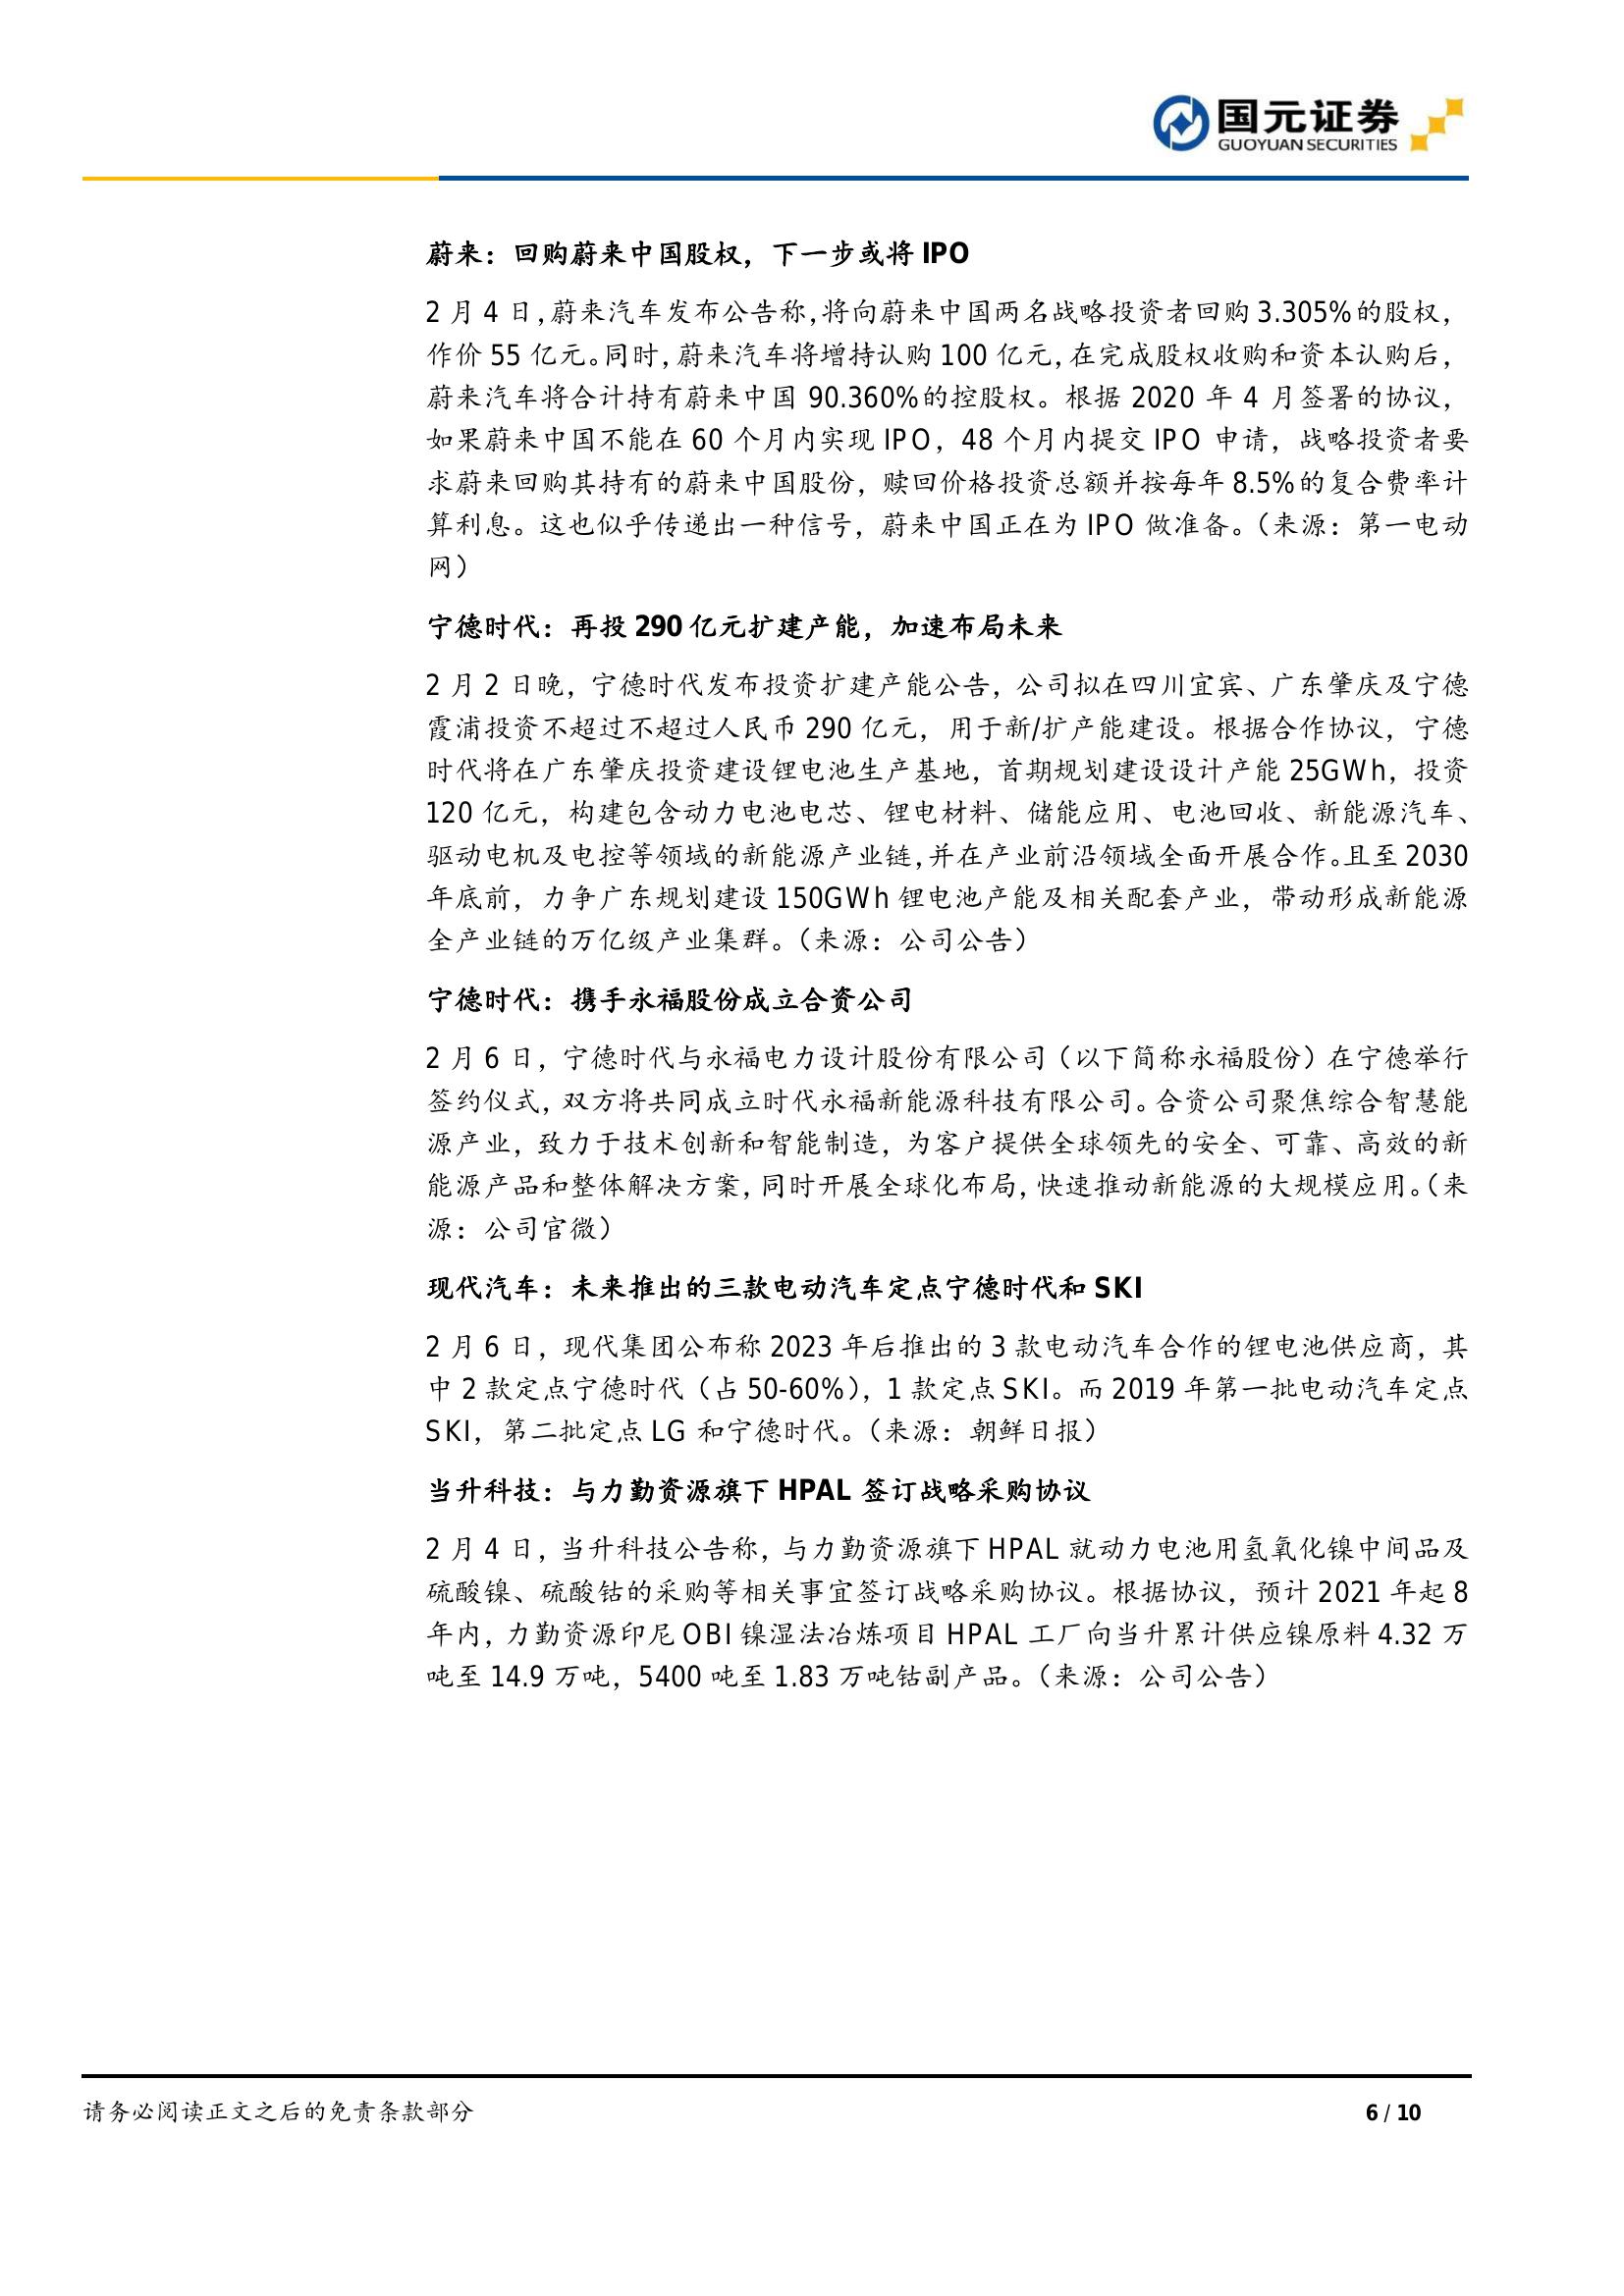 国元证券
GUOYUAN SECURITIES
蔚来：回购蔚来中国股权，下一步或将 IPO
2 月 4 日，蔚来汽车发布公告称，将向蔚来中国两名战略投资者回购 3.305%的股权，
作价 55 亿元。同时，蔚来汽车将增持认购 100 亿元，在完成股权收购和资本认购后，
蔚来汽车将合计持有蔚来中国 90.360%的控股权。根据 2020 年 4 月签署的协议，
如果蔚来中国不能在 60 个月内实现 IPO，48 个月内提交 IPO 申请，战略投资者要
求蔚来回购其持有的蔚来中国股份，赎回价格投资总额并按每年 8.5%的复合费率计
算利息。这也似乎传递出一种信号，蔚来中国正在为 IPO 做准备。（来源：第一电动
网）
宁德时代：再投 290 亿元扩建产能，加速布局未来
2 月 2 日晚，宁德时代发布投资扩建产能公告，公司拟在四川宜宾、广东肇庆及宁德
霞浦投资不超过不超过人民币 290 亿元，用于新/扩产能建设。根据合作协议，宁德
时代将在广东肇庆投资建设锂电池生产基地，首期规划建设设计产能 25GWh，投资
120 亿元，构建包含动力电池电芯、锂电材料、储能应用、电池回收、新能源汽车、
驱动电机及电控等领域的新能源产业链，并在产业前沿领域全面开展合作。且至 2030
年底前，力争广东规划建设 150GWh 锂电池产能及相关配套产业，带动形成新能源
全产业链的万亿级产业集群。（来源：公司公告）
宁德时代：携手永福股份成立合资公司
2 月 6 日，宁德时代与永福电力设计股份有限公司（以下简称永福股份）在宁德举行
签约仪式，双方将共同成立时代永福新能源科技有限公司。合资公司聚焦综合智慧能
源产业，致力于技术创新和智能制造，为客户提供全球领先的安全、可靠、高效的新
能源产品和整体解决方案，同时开展全球化布局，快速推动新能源的大规模应用。（来
源：公司官微）
现代汽车：未来推出的三款电动汽车定点宁德时代和 SKI
2 月 6 日，现代集团公布称 2023 年后推出的 3 款电动汽车合作的锂电池供应商，其
中 2 款定点宁德时代（占 50-60%），1 款定点 SKI。而 2019 年第一批电动汽车定点
SKI，第二批定点 LG 和宁德时代。（来源：朝鲜日报）
当升科技：与力勤资源旗下 HPAL 签订战略采购协议
2 月 4 日，当升科技公告称，与力勤资源旗下 HPAL 就动力电池用氢氧化镍中间品及
硫酸镍、硫酸钴的采购等相关事宜签订战略采购协议。根据协议，预计 2021 年起 8
年内，力勤资源印尼 OBI 镍湿法冶炼项目 HPAL 工厂向当升累计供应镍原料 4.32 万
吨至 14.9 万吨，5400 吨至 1.83 万吨钴副产品。（来源：公司公告）
请务必阅读正文之后的免责条款部分
6 / 10